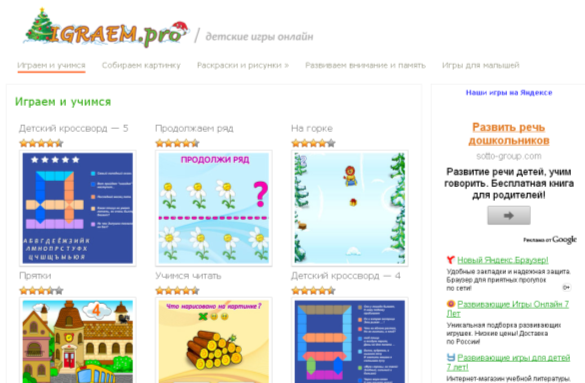 IGRAEM.pro / детские игры онлайн
Играем и учимся Собираем картинку Раскраски и рисунки » Развиваем внимание и память Игры для малышей
Играем и учимся
Детский кроссворд — 5 Продолжаем ряд На горке
ПРОДОЛЖИ РЯД
?
АБВГДЕЁЖЗИЙК
ЛМНОПРСТУФХ
ЦЧШЩЪЫЬЭЮЯ
Прятки Учимся читать Детский кроссворд — 4
4
Что нарисовано на картинке?
Наши игры на Яндексе
Развить речь
дошкольников
sotto-group.com
Развитие речи детей, учим
говорить. Бесплатная книга
для родителей!
Реклама от Google
Новый Яндекс.Браузер!
Удобные закладки и надежная защита.
Браузер для приятных прогулок
по сети! 0+
Развивающие Игры Онлайн 7
Лет
Уникальная подборка развивающих
игрушек. Низкие цены! Доставка
по России!
Развивающие игры для детей
7 лет!
Интернет-магазин учебной литературы.